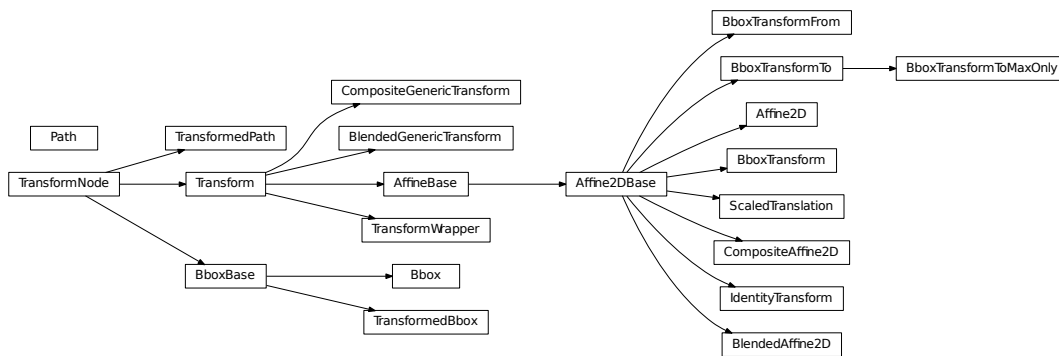 BboxTransformFrom
BboxTransformTo
BboxTransformToMaxOnly
CompositeGenericTransform
Affine2D
Path
TransformedPath
BlendedGenericTransform
BboxTransform
TransformNode
Transform
AffineBase
Affine2DBase
ScaledTranslation
TransformWrapper
CompositeAffine2D
BboxBase
Bbox
IdentityTransform
TransformedBbox
BlendedAffine2D